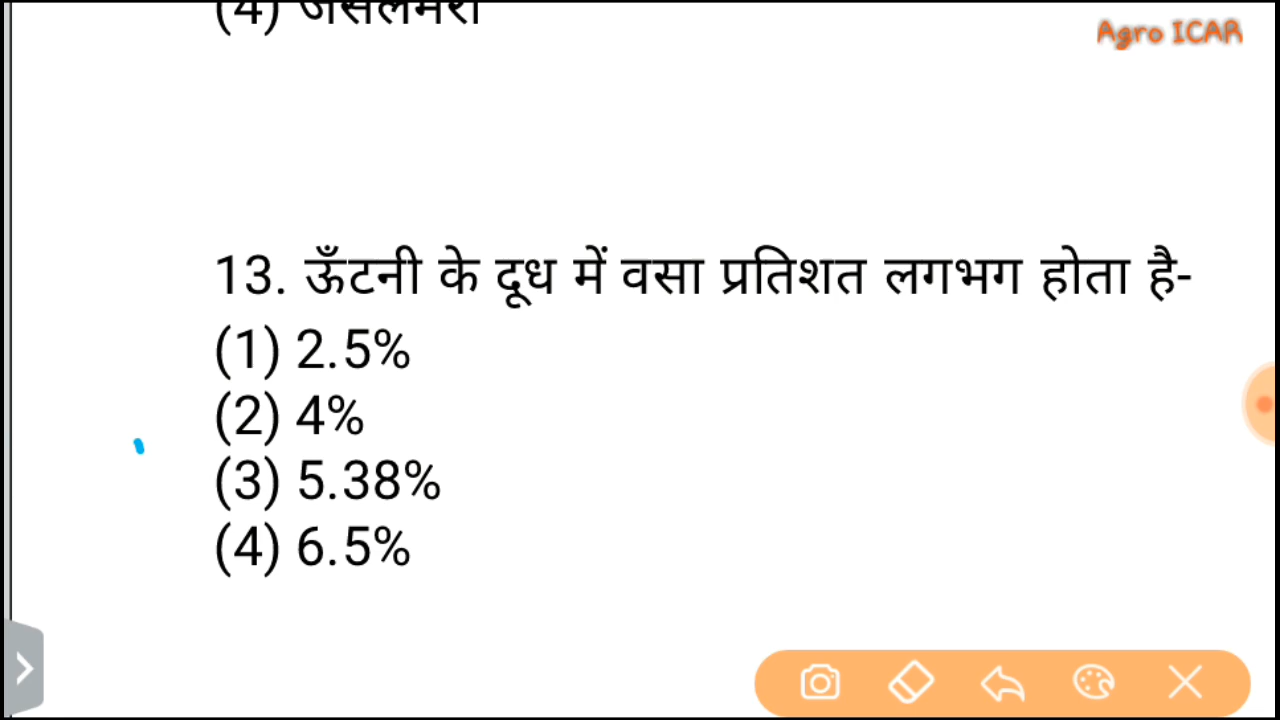 (4) जैसलमेरी
Agro ICAR
13. ऊँटनी के दूध में वसा प्रतिशत लगभग होता है-
(1) 2.5%
(2) 4%
(3) 5.38%
(4) 6.5%